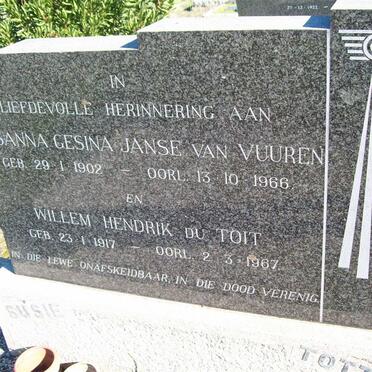 IN
LIEFDEVOLLE HERINNERING AAN
SANNA GESINA JANSE VAN VUUREN
GEB. 29·1·1902 – OORL. 13·10·1966
EN
WILLEM HENDRIK DU TOIT
GEB. 23·1·1917 – OORL. 2·3·1967
IN DIE LEWE ONAFSKEIDBAAR, IN DIE DOOD VERENIG.
SUSIE